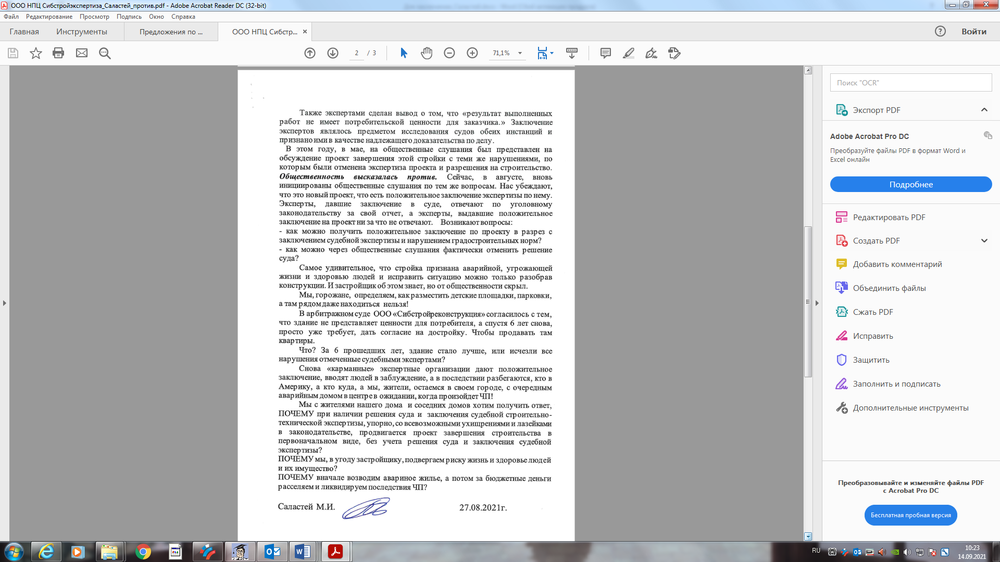 ООО НПЦ Сибстройэкспертиза_Саластей_против.pdf - Adobe Acrobat Reader DC (32-bit)
Файл Редактирование Просмотр Подпись Окно Справка
Главная Инструменты Предложения по ... ООО НПЦ Сибстр... × Войти
2 / 3 71,1%
Также экспертами сделан вывод о том, что «результат выполненных
работ не имеет потребительской ценности для заказчика.» Заключение
экспертов являлось предметом исследования судов обеих инстанций и
признано ими в качестве надлежащего доказательства по делу.
В этом году, в мае, на общественные слушания был представлен на
обсуждение проект завершения этой стройки с теми же нарушениями, по
которым были отменена экспертиза проекта и разрешения на строительство.
Общественность высказалась против. Сейчас, в августе, вновь
инициированы общественные слушания по тем же вопросам. Нас убеждают,
что это новый проект, что есть положительное заключение экспертизы по нему.
Эксперты, давшие заключение в суде, отвечают по уголовному
законодательству за свой отчет, а эксперты, выдавшие положительное
заключение на проект ни за что не отвечают. Возникают вопросы:
- как можно получить положительное заключение по проекту в разрез с
заключением судебной экспертизы и нарушением градостроительных норм?
- как можно через общественные слушания фактически отменить решение
суда?
Самое удивительное, что стройка признана аварийной, угрожающей
жизни и здоровью людей и исправить ситуацию можно только разобрав
конструкции. И застройщик об этом знает, но от общественности скрыл.
Мы, горожане, определяем, как разместить детские площадки, парковки,
а там рядом даже находиться нельзя!
В арбитражном суде ООО «Сибстройреконструкция» согласилось с тем,
что здание не представляет ценности для потребителя, а спустя 6 лет снова,
просто уже требует, дать согласие на достройку. Чтобы продавать там
квартиры.
Что? За 6 прошедших лет, здание стало лучше, или исчезли все
нарушения отмеченные судебными экспертами?
Снова «карманные» экспертные организации дают положительное
заключение, вводят людей в заблуждение, а в последствии разбегаются, кто в
Америку, а кто куда, а мы, жители, остаемся в своем городе, с очередным
аварийным домом в центре в ожидании, когда произойдет ЧП!
Мы с жителями нашего дома и соседних домов хотим получить ответ,
ПОЧЕМУ при наличии решения суда и заключения судебной строительно-
технической экспертизы, упорно, со всевозможными ухищрениями и лазейками
в законодательстве, продвигается проект завершения строительства в
первоначальном виде, без учета решения суда и заключения судебной
экспертизы?
ПОЧЕМУ мы, в угоду застройщику, подвергаем риску жизнь и здоровье людей
и их имущество?
ПОЧЕМУ вначале возводим авариное жилье, а потом за бюджетные деньги
расселяем и ликвидируем последствия ЧП?
Саластей М.И. 27.08.2021г.
Поиск "OCR"
Экспорт PDF
Adobe Acrobat Pro DC
Преобразуйте файлы PDF в формат Word и
Excel онлайн
Подробнее
Редактировать PDF
Создать PDF
Добавить комментарий
Объединить файлы
Сжать PDF
Исправить
Защитить
Заполнить и подписать
Дополнительные инструменты
Преобразовывайте и изменяйте файлы PDF
с Acrobat Pro DC
Бесплатная пробная версия
RU 10:23
14.09.2021